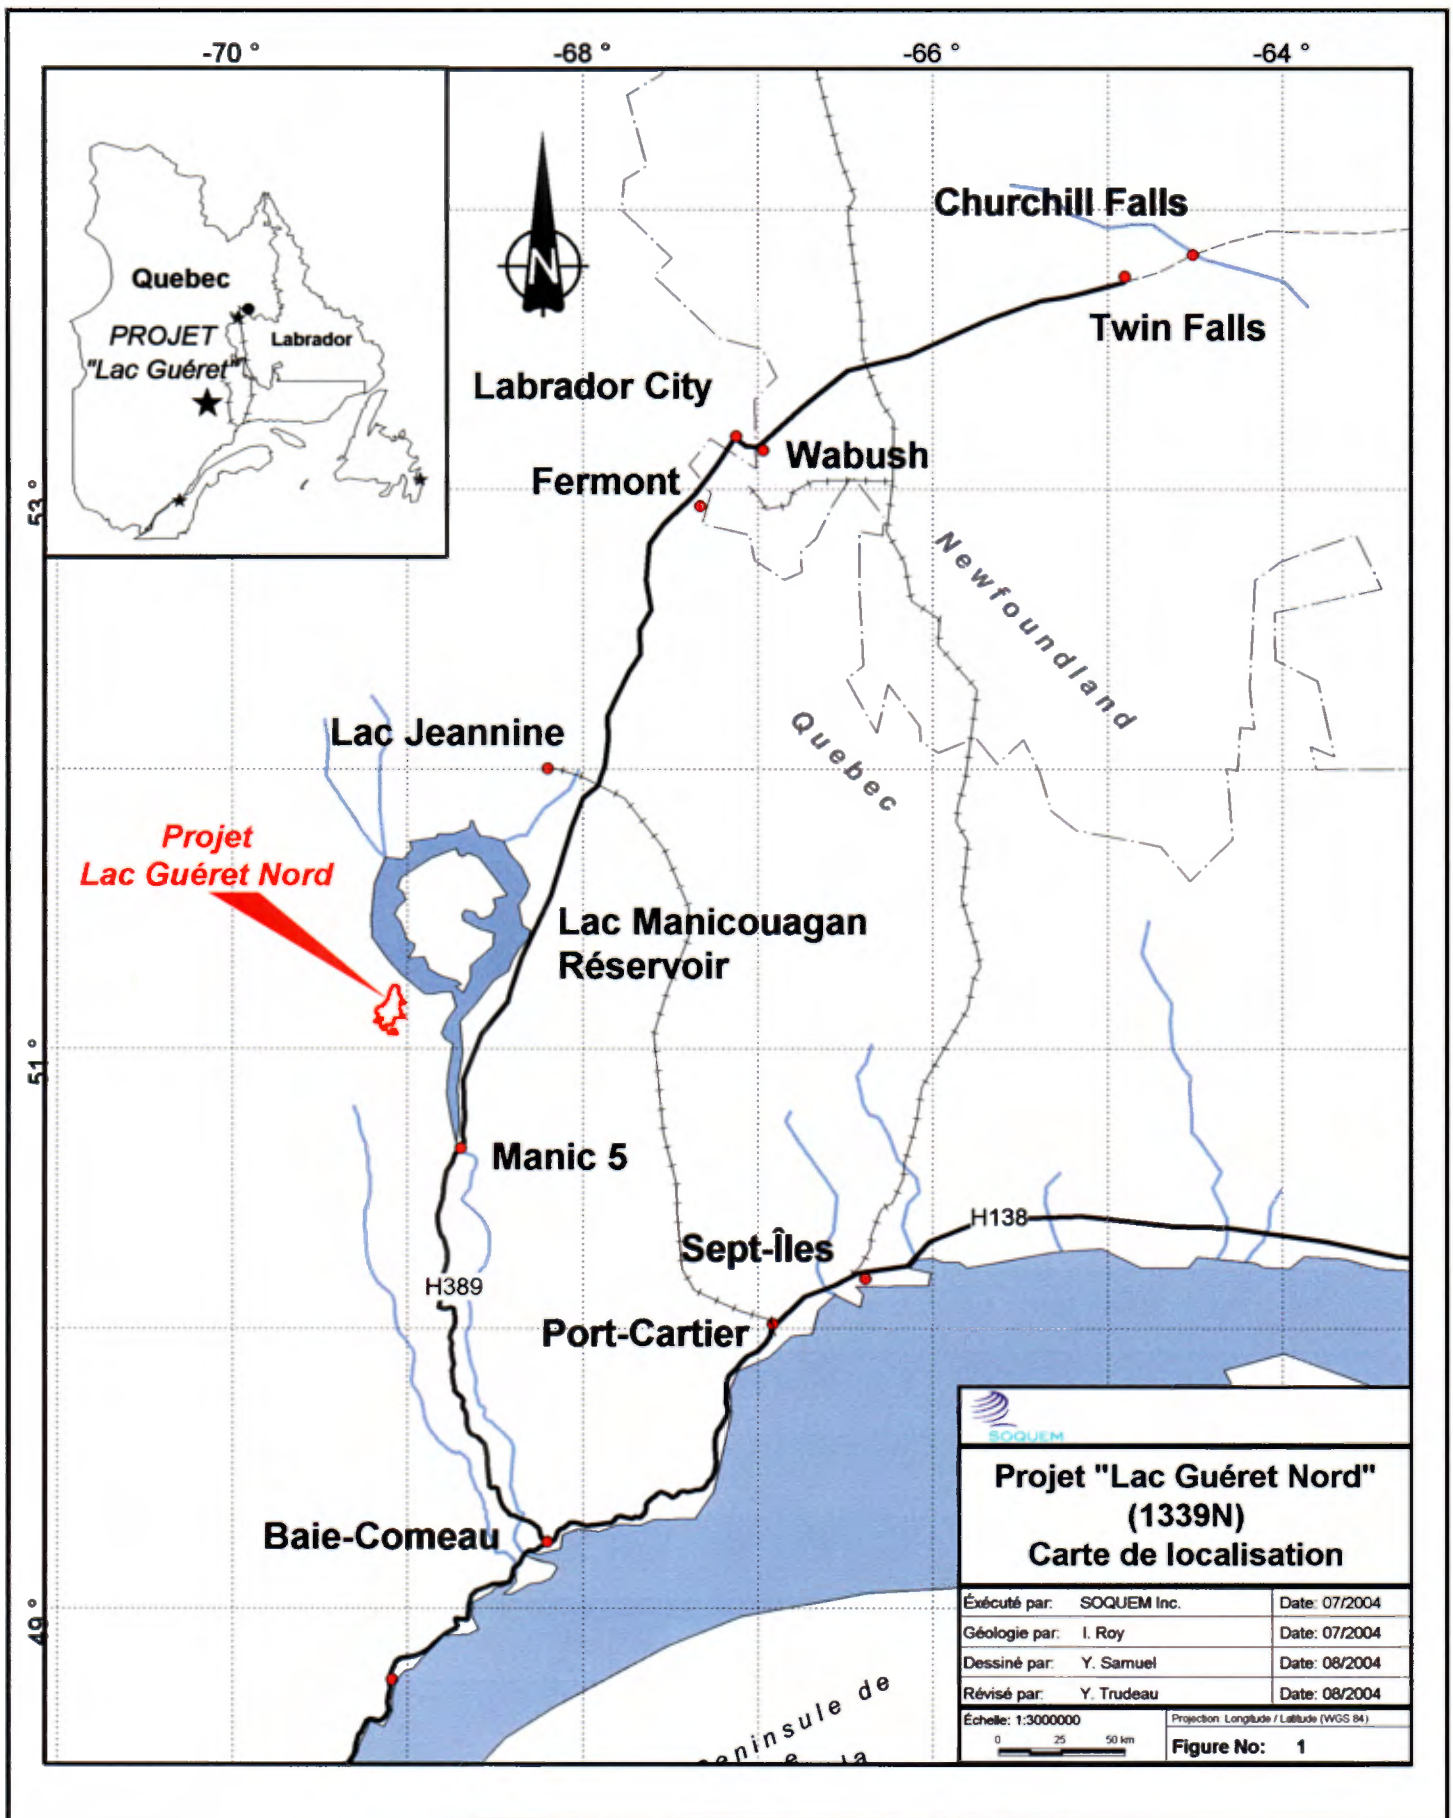 -70 °
-68 °
-66 °
-64 °
53 °
51 °
49 °
Quebec
PROJET
"Lac Guéret"
Labrador
N
Churchill Falls
Twin Falls
Labrador City
Wabush
Fermont
Newfoundland
Quebec
Lac Jeannine
Projet
Lac Guéret Nord
Lac Manicouagan
Réservoir
Manic 5
H138
Sept-Îles
H389
Port-Cartier
Baie-Comeau
de
la
SOQUEM
Projet "Lac Guéret Nord"
(1339N)
Carte de localisation
Éxécuté par: SOQUEM Inc. Date: 07/2004
Géologie par: I. Roy Date: 07/2004
Dessiné par: Y. Samuel Date: 08/2004
Révisé par: Y. Trudeau Date: 08/2004
Échelle: 1:3000000
0 25 50 km
Projection: Longitude / Latitude (WGS 84)
Figure No: 1